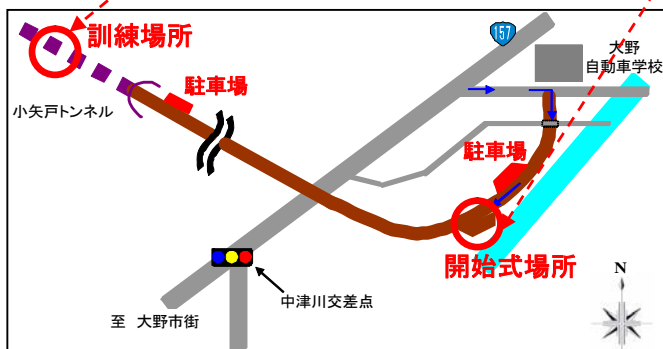 訓練場所
157
大野
自動車学校
駐車場
小矢戸トンネル
駐車場
開始式場所
N
中津川交差点
至 大野市街